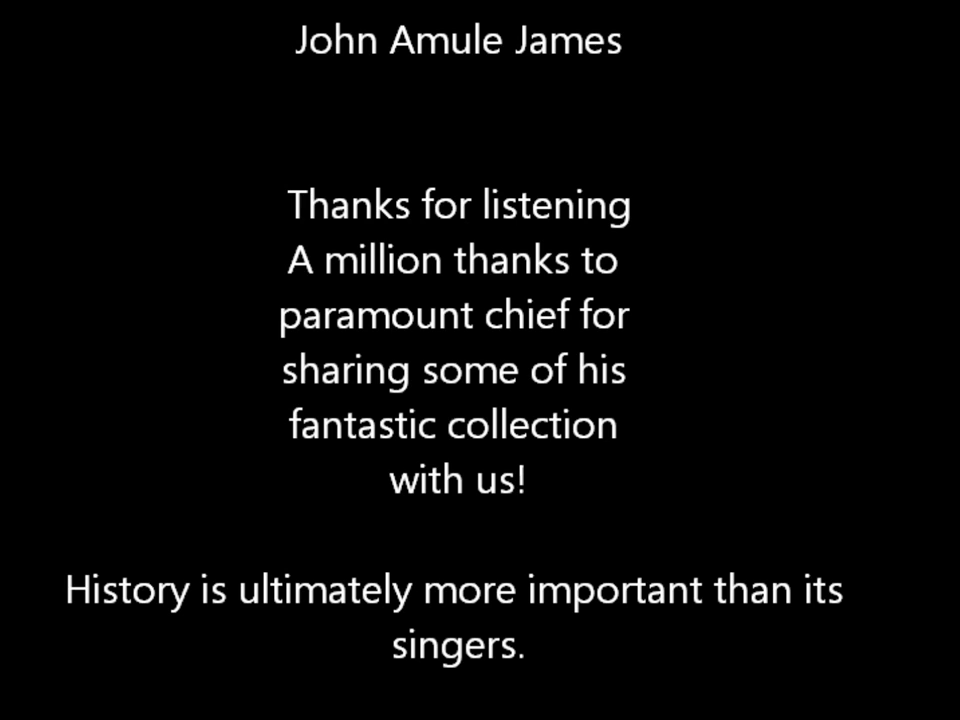 John Amule James
Thanks for listening
A million thanks to
paramount chief for
sharing some of his
fantastic collection
with us!
History is ultimately more important than its
singers.